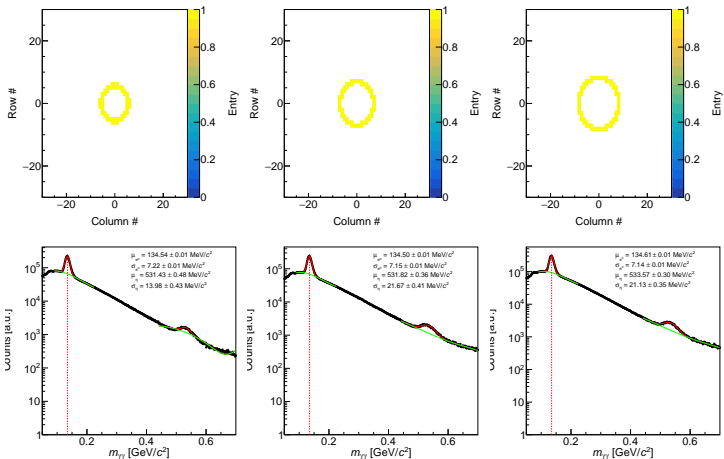 20
0
−20
Row #
−20
0
20
Column #
1
0.8
0.6
0.4
0.2
0
Entry
20
0
−20
Row #
−20
0
20
Column #
1
0.8
0.6
0.4
0.2
0
Entry
20
0
−20
Row #
−20
0
20
Column #
1
0.8
0.6
0.4
0.2
0
Entry
μπ⁰ = 134.54 ± 0.01 MeV/c²
σπ⁰ = 7.22 ± 0.01 MeV/c²
μη = 531.43 ± 0.48 MeV/c²
ση = 13.98 ± 0.43 MeV/c²
10⁵
10⁴
10³
10²
10
1
Counts [a.u.]
0.2
0.4
0.6
mγγ [GeV/c²]
μπ⁰ = 134.50 ± 0.01 MeV/c²
σπ⁰ = 7.15 ± 0.01 MeV/c²
μη = 531.82 ± 0.36 MeV/c²
ση = 21.67 ± 0.41 MeV/c²
10⁵
10⁴
10³
10²
10
1
Counts [a.u.]
0.2
0.4
0.6
mγγ [GeV/c²]
μπ⁰ = 134.61 ± 0.01 MeV/c²
σπ⁰ = 7.14 ± 0.01 MeV/c²
μη = 533.57 ± 0.30 MeV/c²
ση = 21.13 ± 0.35 MeV/c²
10⁵
10⁴
10³
10²
10
1
Counts [a.u.]
0.2
0.4
0.6
mγγ [GeV/c²]